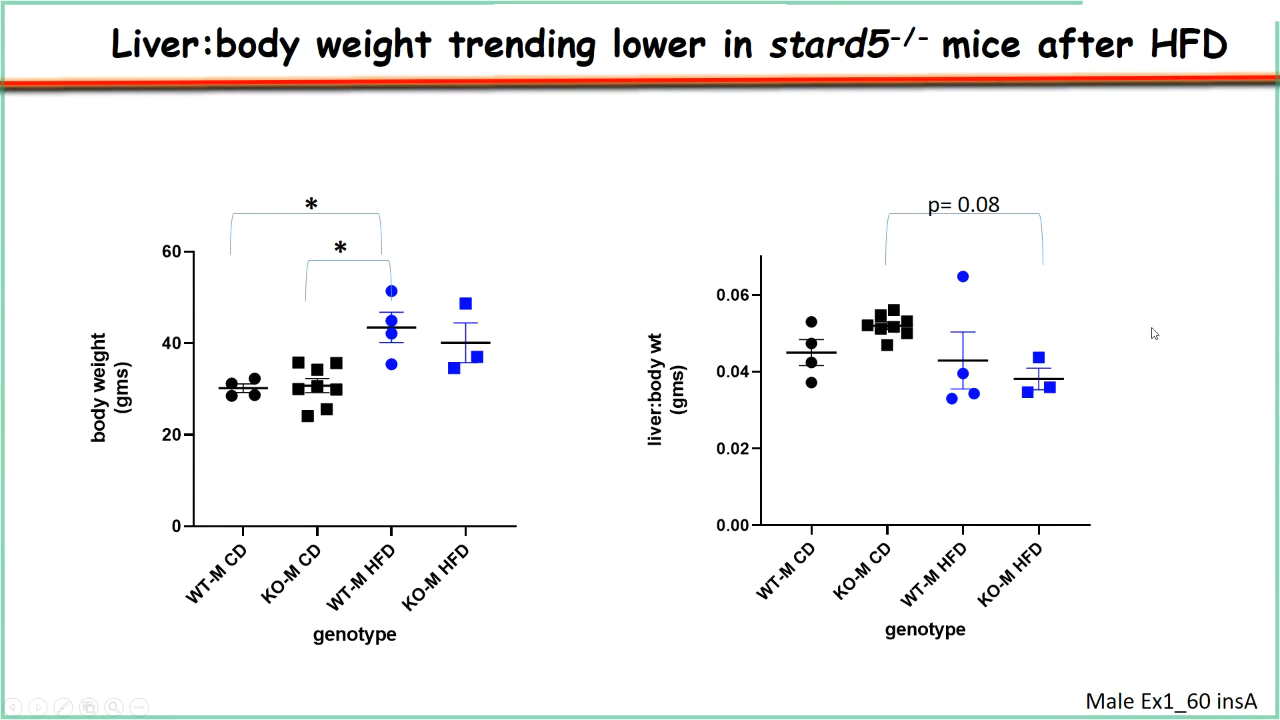 Liver:body weight trending lower in stard5-/- mice after HFD
*
*
60
40
20
0
body weight
(gms)
WT-M CD
KO-M CD
WT-M HFD
KO-M HFD
genotype
p= 0.08
0.06
0.04
0.02
0.00
liver:body wt
(gms)
WT-M CD
KO-M CD
WT-M HFD
KO-M HFD
genotype
Male Ex1_60 insA